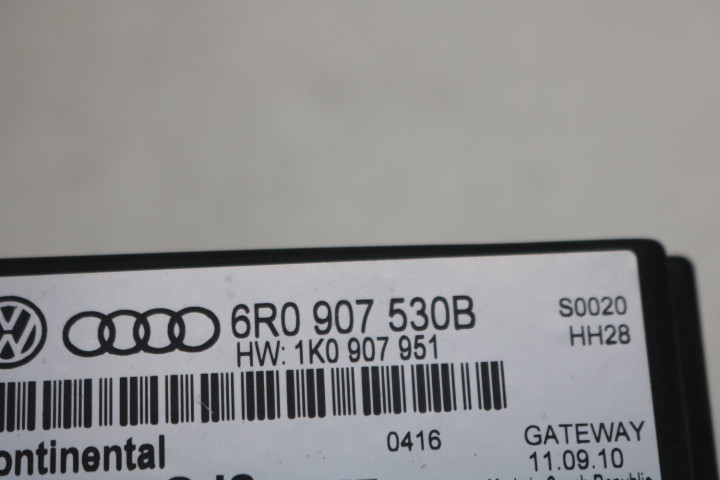 6R0 907 530B
HW: 1K0 907 951
S0020
HH28
ontinental
0416
GATEWAY
11.09.10